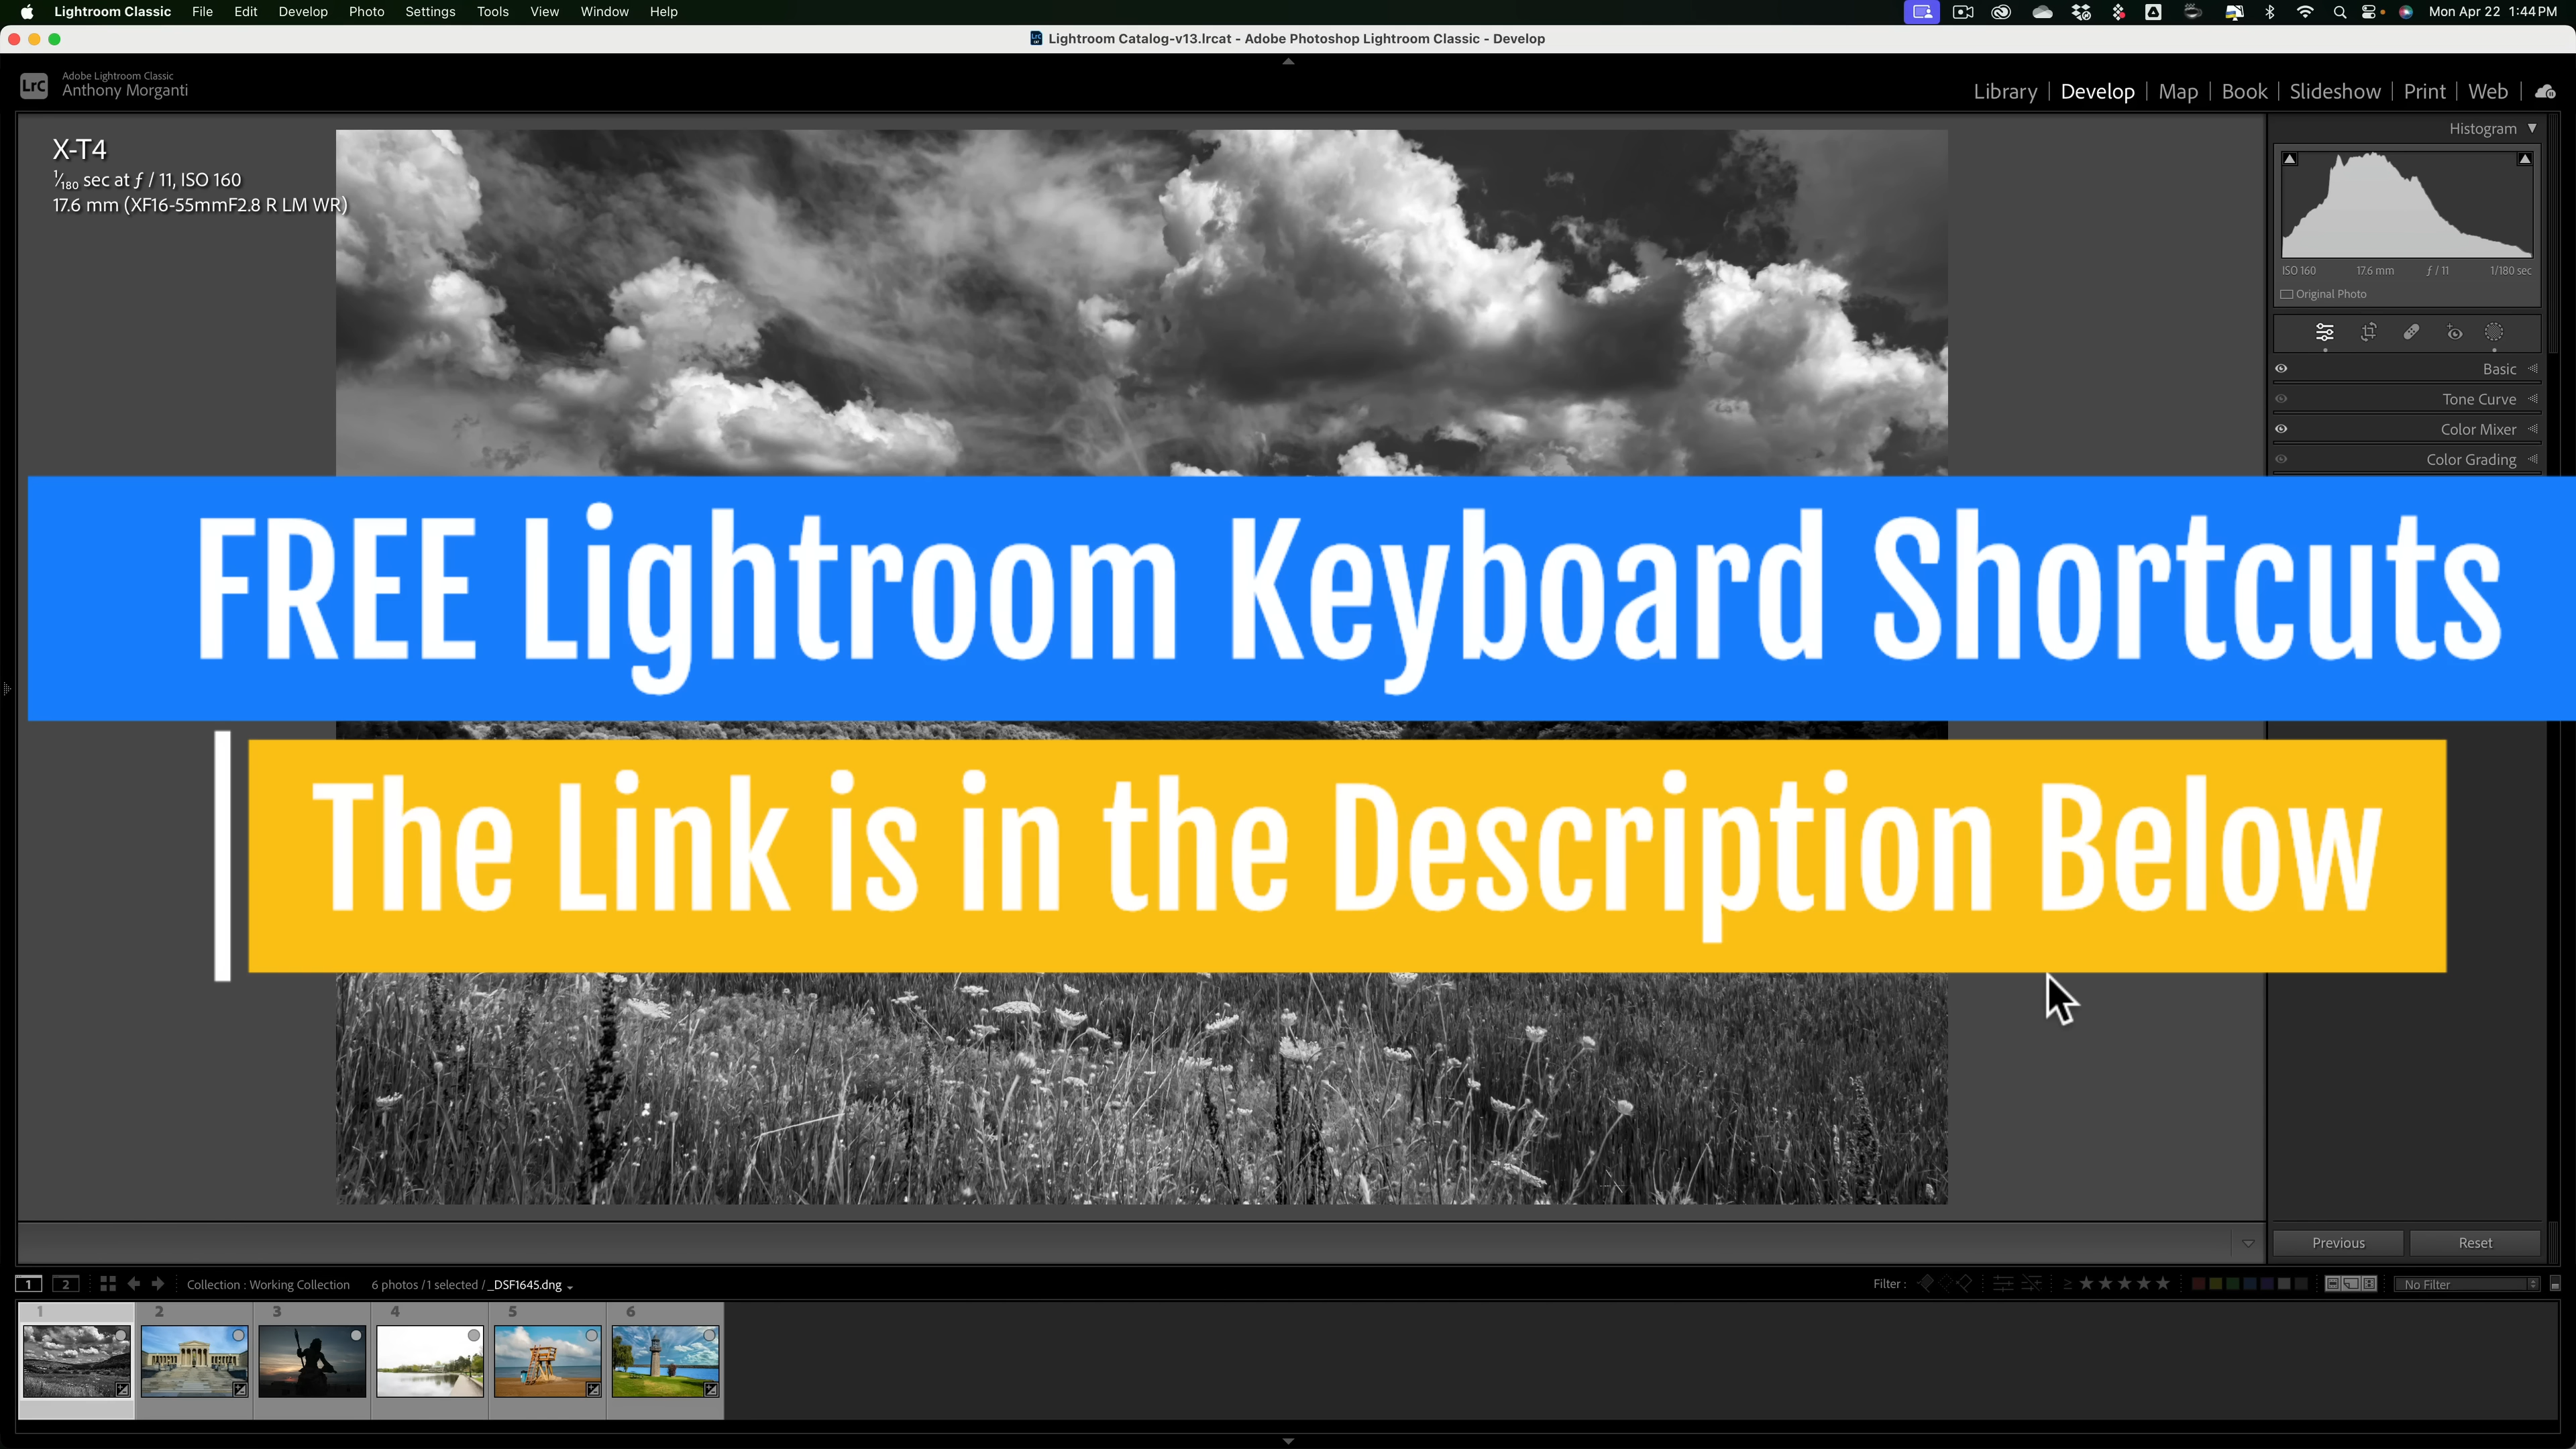 Lightroom Classic File Edit Develop Photo Settings Tools View Window Help Mon Apr 22 1:44 PM
Lightroom Catalog-v13.lrcat - Adobe Photoshop Lightroom Classic - Develop
LrC
Adobe Lightroom Classic
Anthony Morganti
Library | Develop | Map | Book | Slideshow | Print | Web
X-T4
1/180 sec at ƒ / 11, ISO 160
17.6 mm (XF16-55mmF2.8 R LM WR)
Histogram
ISO 160 17.6 mm ƒ / 11 1/180 sec
Original Photo
Basic
Tone Curve
Color Mixer
Color Grading
FREE Lightroom Keyboard Shortcuts
The Link is in the Description Below
Previous Reset
1 2 Collection : Working Collection 6 photos / 1 selected / _DSF1645.dng Filter : ≥ ★ ★ ★ ★ ★ No Filter
1 2 3 4 5 6